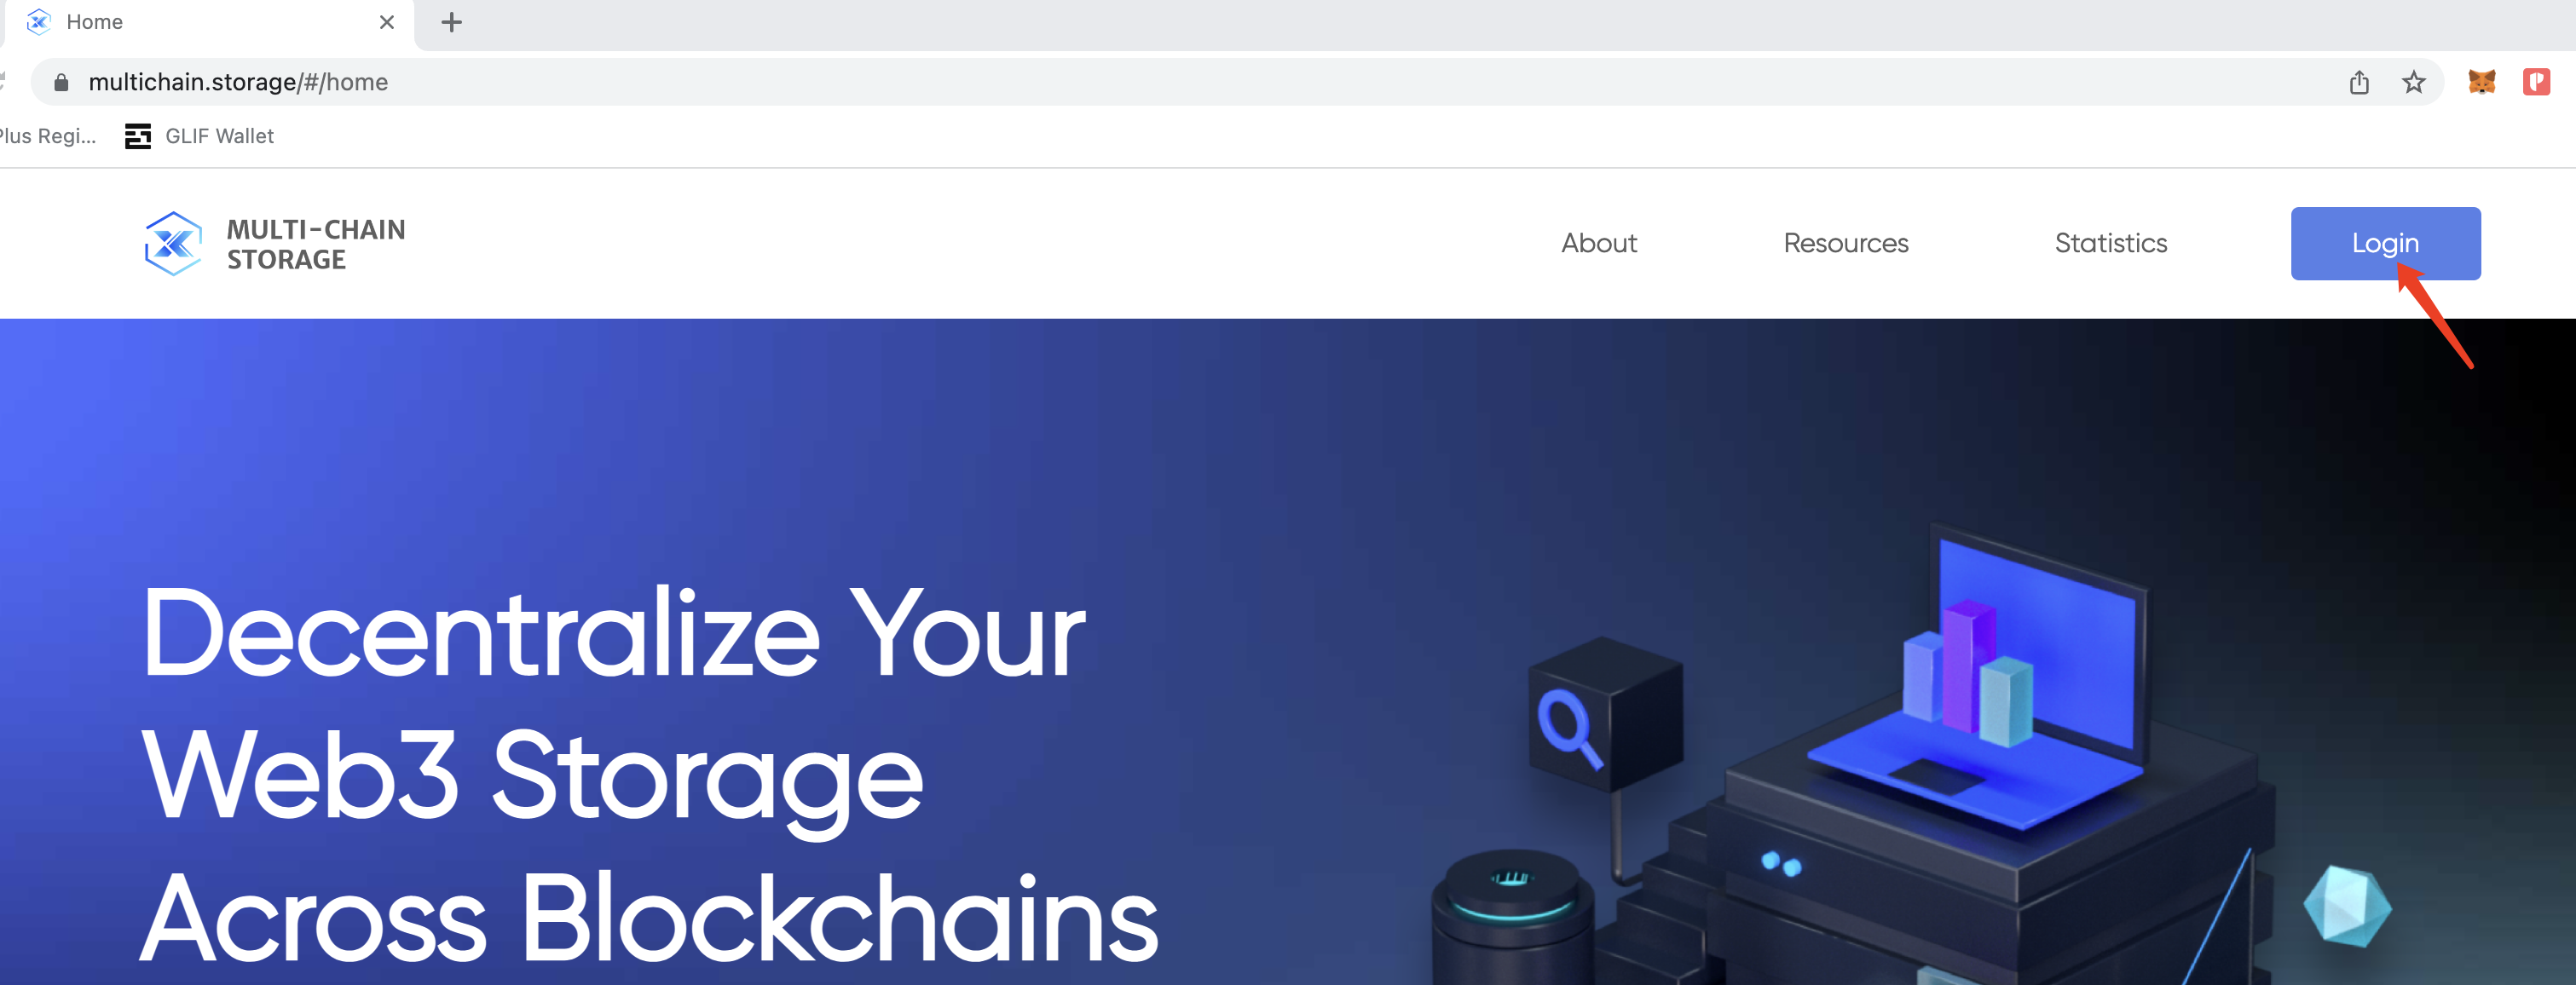 Home
multichain.storage/#/home
Plus Regi... GLIF Wallet
MULTI-CHAIN
STORAGE
About Resources Statistics Login
Decentralize Your
Web3 Storage
Across Blockchains